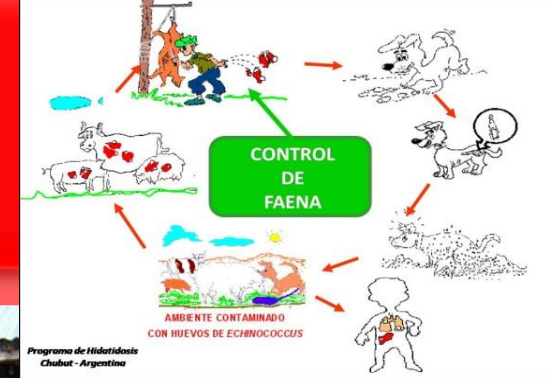 CONTROL
DE
FAENA
AMBIENTE CONTAMINADO
CON HUEVOS DE ECHINOCOCCUS
Programa de Hidatidosis
Chubut - Argentina